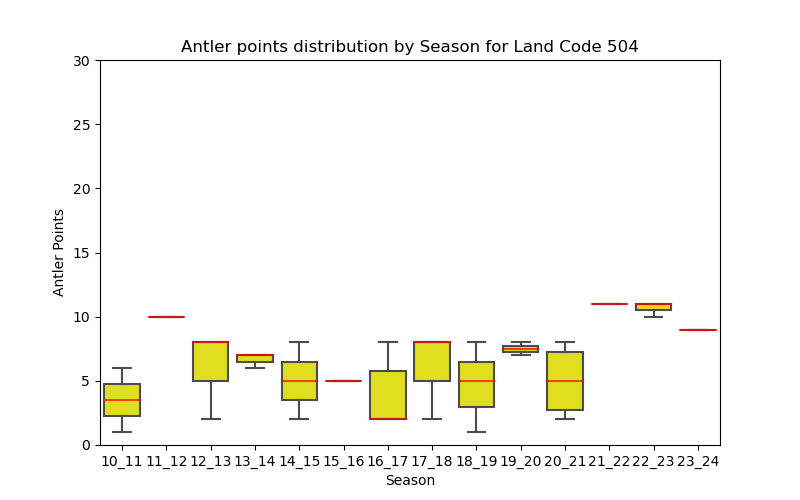 Antler points distribution by Season for Land Code 504
30
25
20
15
10
5
0
Antler Points
10_11 11_12 12_13 13_14 14_15 15_16 16_17 17_18 18_19 19_20 20_21 21_22 22_23 23_24
Season